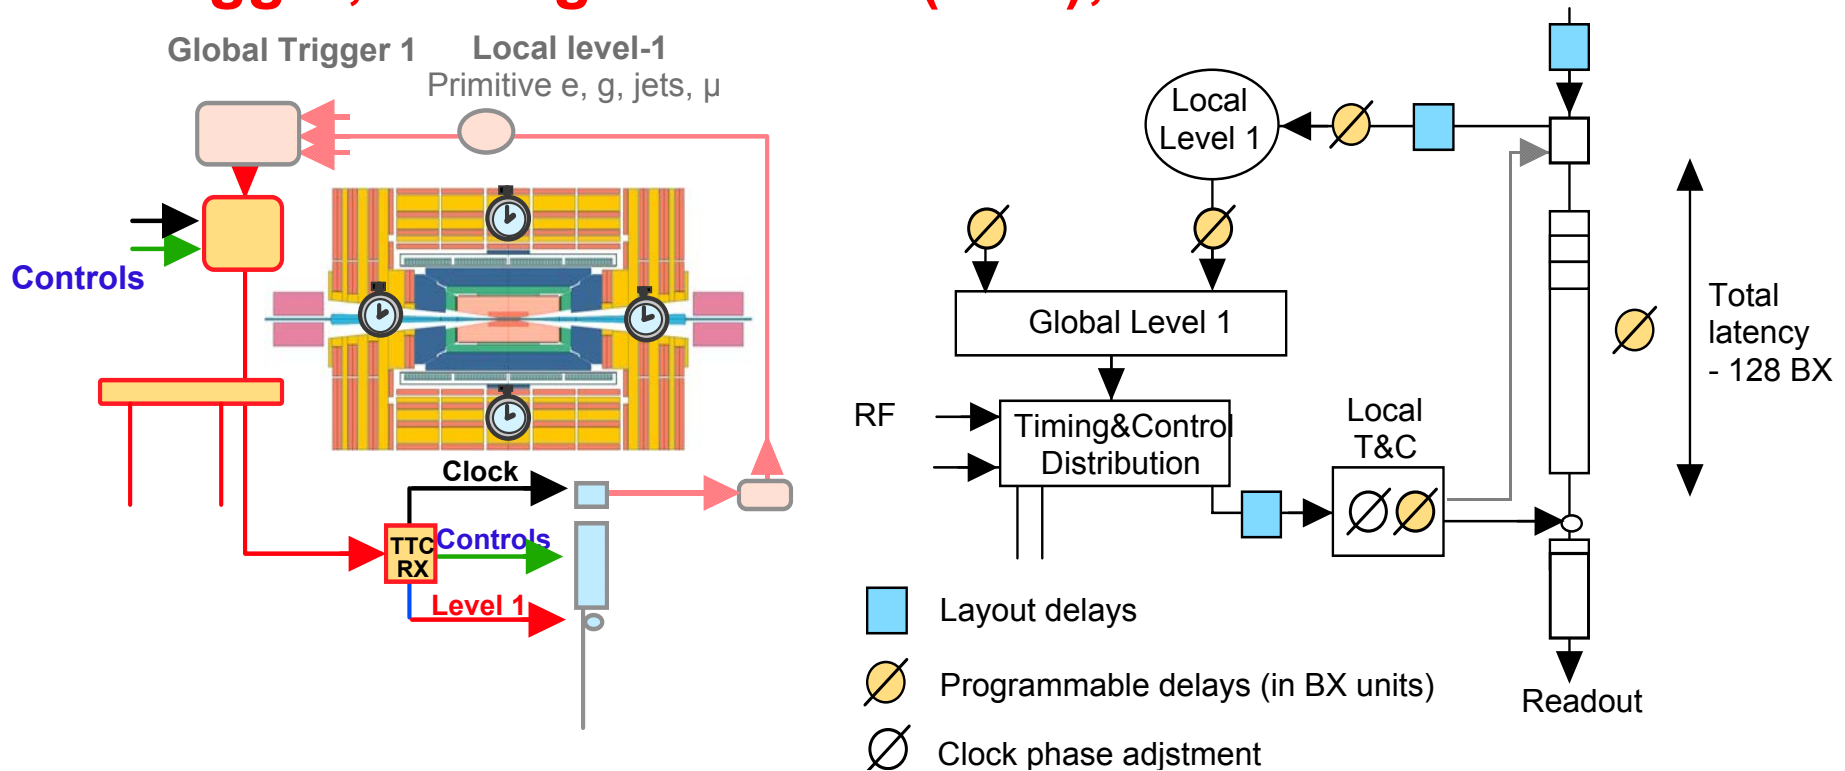 Global Trigger 1
Local level-1
Primitive e, g, jets, μ
Controls
Clock
TTC
RX
Controls
Level 1
Local
Level 1
Global Level 1
RF
Timing&Control
Distribution
Local
T&C
Total
latency
- 128 BX
Layout delays
Programmable delays (in BX units)
Clock phase adjstment
Readout